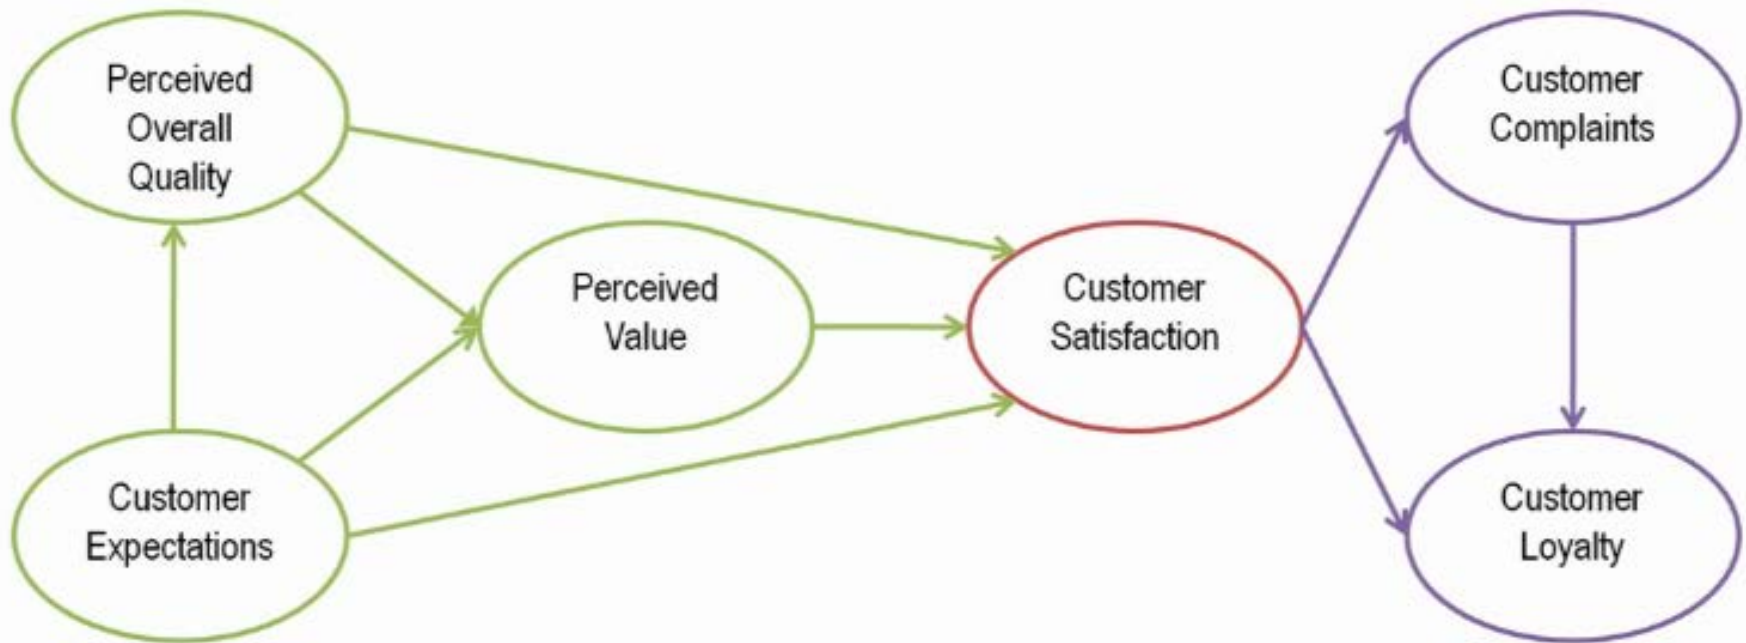 Perceived
Overall
Quality
Customer
Expectations
Perceived
Value
Customer
Satisfaction
Customer
Complaints
Customer
Loyalty